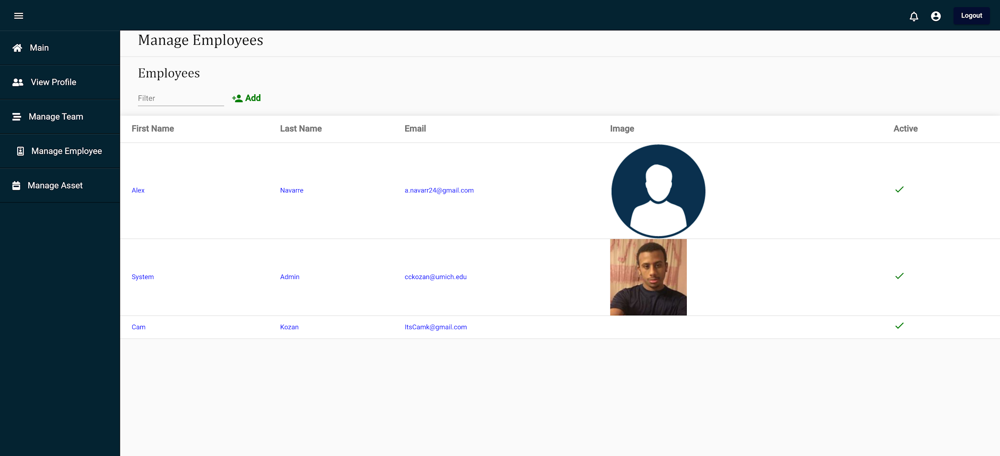 Logout
Main
View Profile
Manage Team
Manage Employee
Manage Asset
Manage Employees
Employees
Filter
Add
First Name Last Name Email Image Active
Alex Navarre a.navarr24@gmail.com
System Admin cckozan@umich.edu
Cam Kozan ItsCamk@gmail.com